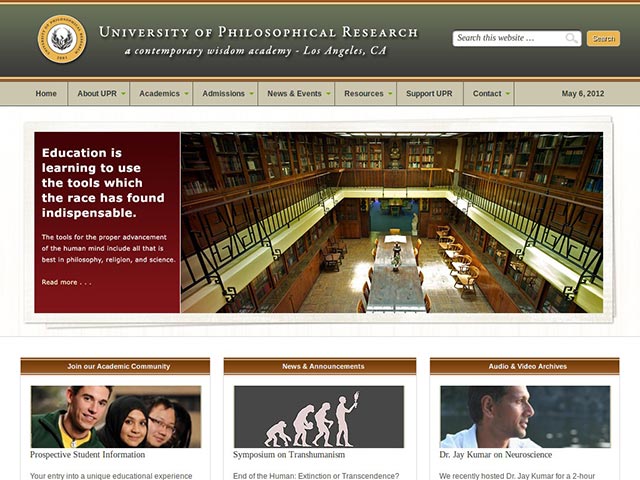 University of Philosophical Research
a contemporary wisdom academy - Los Angeles, CA
Search this website …
Search
Home
About UPR
Academics
Admissions
News & Events
Resources
Support UPR
Contact
May 6, 2012
Education is
learning to use
the tools which
the race has found
indispensable.
The tools for the proper advancement
of the human mind include all that is
best in philosophy, religion, and science.
Read more . . .
Join our Academic Community
Prospective Student Information
Your entry into a unique educational experience
News & Announcements
Symposium on Transhumanism
End of the Human: Extinction or Transcendence?
Audio & Video Archives
Dr. Jay Kumar on Neuroscience
We recently hosted Dr. Jay Kumar for a 2-hour